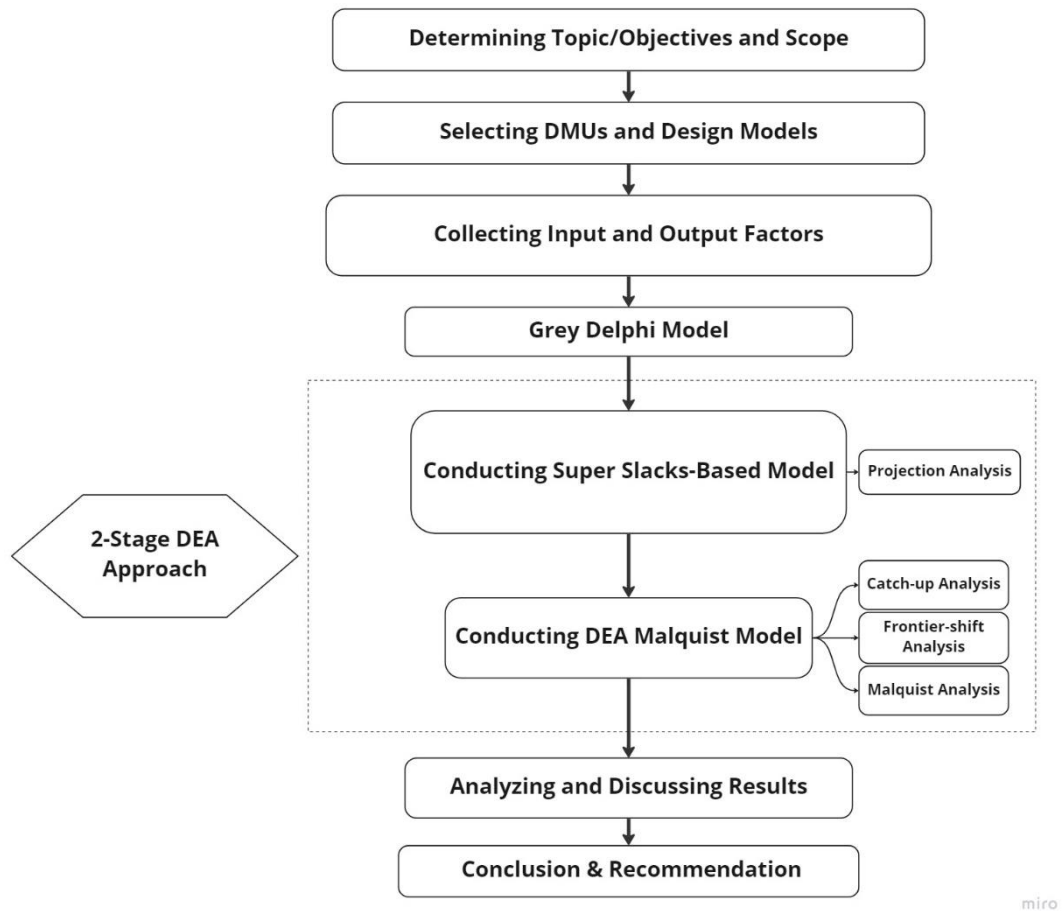 Determining Topic/Objectives and Scope
Selecting DMUs and Design Models
Collecting Input and Output Factors
Grey Delphi Model
Conducting Super Slacks-Based Model
Projection Analysis
2-Stage DEA
Approach
Catch-up Analysis
Conducting DEA Malquist Model
Frontier-shift
Analysis
Malquist Analysis
Analyzing and Discussing Results
Conclusion & Recommendation
miro